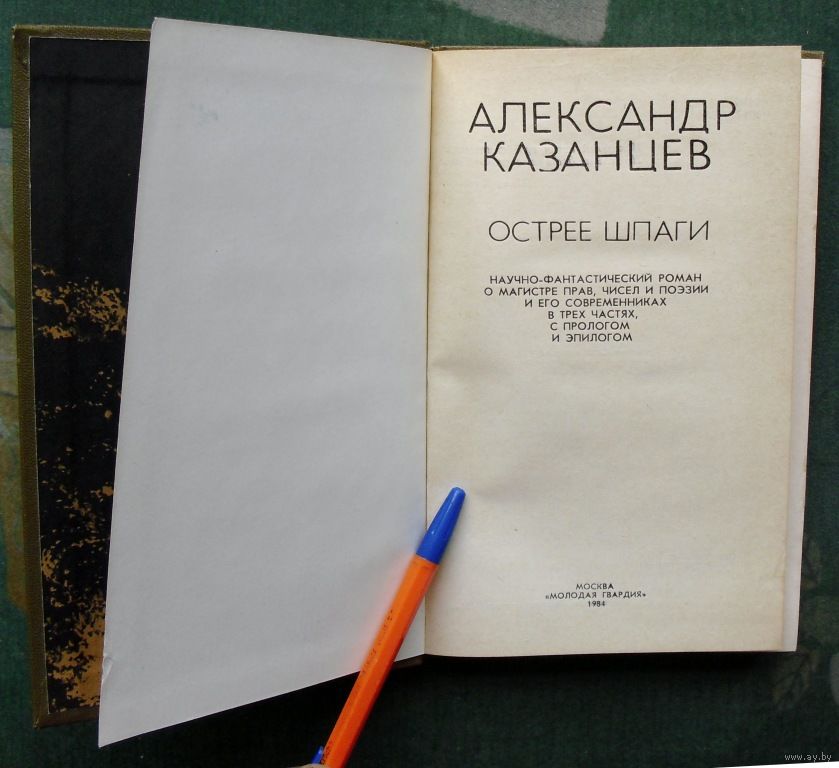 АЛЕКСАНДР
КАЗАНЦЕВ
ОСТРЕЕ ШПАГИ
НАУЧНО-ФАНТАСТИЧЕСКИЙ РОМАН
О МАГИСТРЕ ПРАВ, ЧИСЕЛ И ПОЭЗИИ
И ЕГО СОВРЕМЕННИКАХ
В ТРЕХ ЧАСТЯХ,
С ПРОЛОГОМ
И ЭПИЛОГОМ
МОСКВА
«МОЛОДАЯ ГВАРДИЯ»
1984
www.ay.by